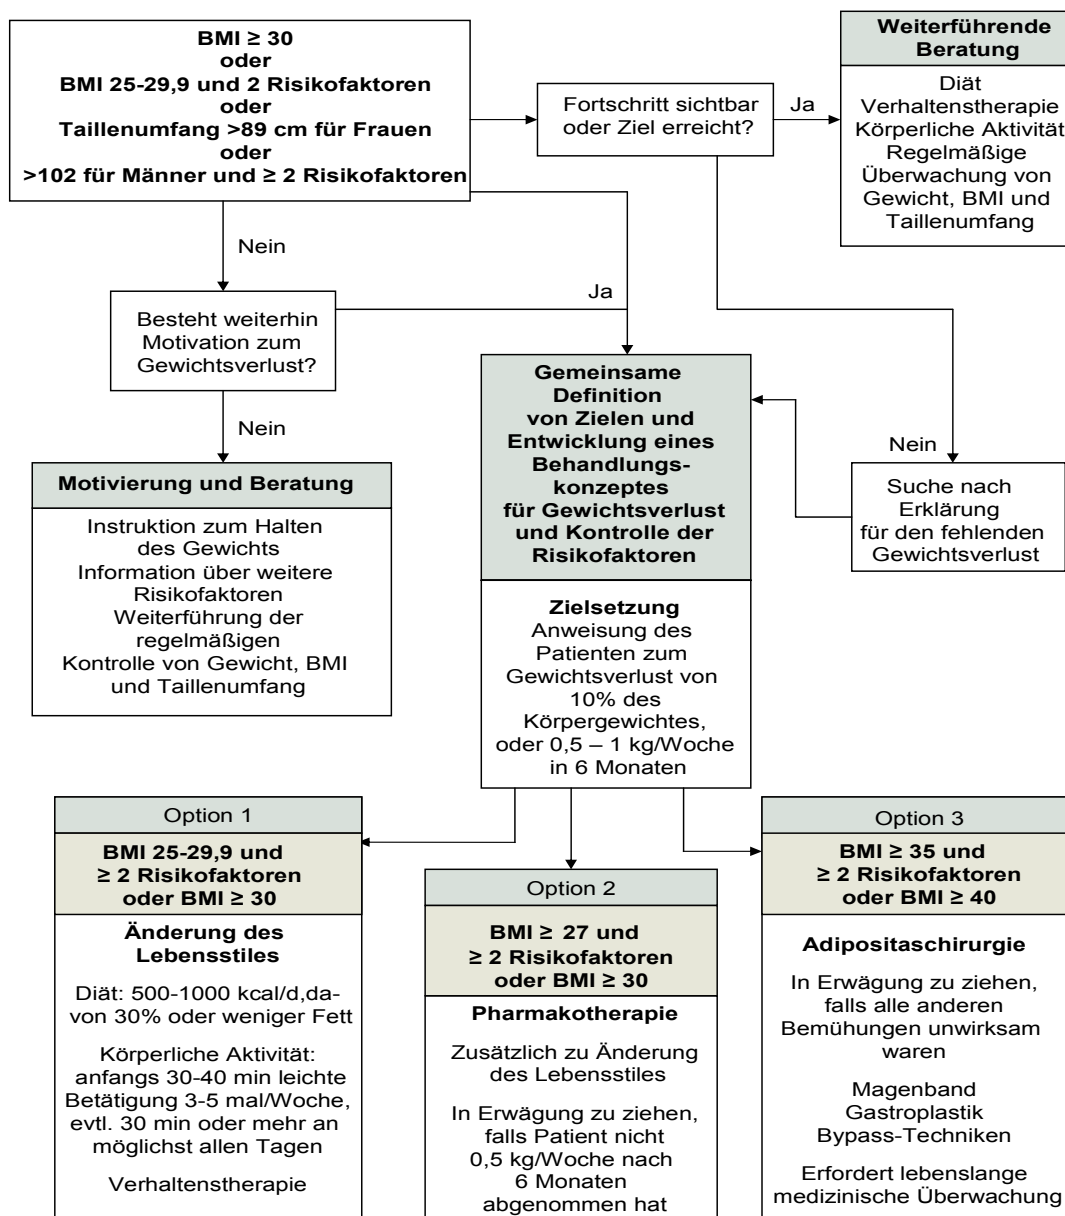 BMI ≥ 30
oder
BMI 25-29,9 und 2 Risikofaktoren
oder
Taillenumfang >89 cm für Frauen
oder
>102 für Männer und ≥ 2 Risikofaktoren
Fortschritt sichtbar
oder Ziel erreicht?
Ja
Weiterführende
Beratung
Diät
Verhaltenstherapie
Körperliche Aktivität
Regelmäßige
Überwachung von
Gewicht, BMI und
Taillenumfang
Nein
Besteht weiterhin
Motivation zum
Gewichtsverlust?
Ja
Nein
Motivierung und Beratung
Instruktion zum Halten
des Gewichts
Information über weitere
Risikofaktoren
Weiterführung der
regelmäßigen
Kontrolle von Gewicht, BMI
und Taillenumfang
Gemeinsame
Definition
von Zielen und
Entwicklung eines
Behandlungs-
konzeptes
für Gewichtsverlust
und Kontrolle der
Risikofaktoren
Zielsetzung
Anweisung des
Patienten zum
Gewichtsverlust von
10% des
Körpergewichtes,
oder 0,5 – 1 kg/Woche
in 6 Monaten
Nein
Suche nach
Erklärung
für den fehlenden
Gewichtsverlust
Option 1
BMI 25-29,9 und
≥ 2 Risikofaktoren
oder BMI ≥ 30
Änderung des
Lebensstiles
Diät: 500-1000 kcal/d,da-
von 30% oder weniger Fett
Körperliche Aktivität:
anfangs 30-40 min leichte
Betätigung 3-5 mal/Woche,
evtl. 30 min oder mehr an
möglichst allen Tagen
Verhaltenstherapie
Option 2
BMI ≥ 27 und
≥ 2 Risikofaktoren
oder BMI ≥ 30
Pharmakotherapie
Zusätzlich zu Änderung
des Lebensstiles
In Erwägung zu ziehen,
falls Patient nicht
0,5 kg/Woche nach
6 Monaten
abgenommen hat
Option 3
BMI ≥ 35 und
≥ 2 Risikofaktoren
oder BMI ≥ 40
Adipositaschirurgie
In Erwägung zu ziehen,
falls alle anderen
Bemühungen unwirksam
waren
Magenband
Gastroplastik
Bypass-Techniken
Erfordert lebenslange
medizinische Überwachung